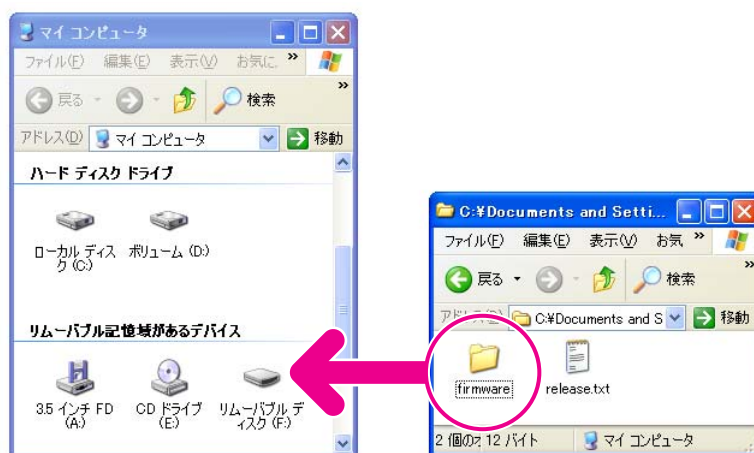 マイ コンピュータ
ファイル(F) 編集(E) 表示(V) お気に »
戻る 検索 »
アドレス(D) マイ コンピュータ 移動
ハード ディスク ドライブ
ローカル ディス
ク (C:)
ボリューム (D:)
リムーバブル記憶域があるデバイス
3.5 インチ FD
(A:)
CD ドライブ
(E:)
リムーバブル デ
ィスク (F:)
C:¥Documents and Setti...
ファイル(F) 編集(E) 表示(V) お気 »
戻る 検索 »
C:¥Documents and S 移動
firmware
release.txt
2 個の 12 バイト マイ コンピュータ